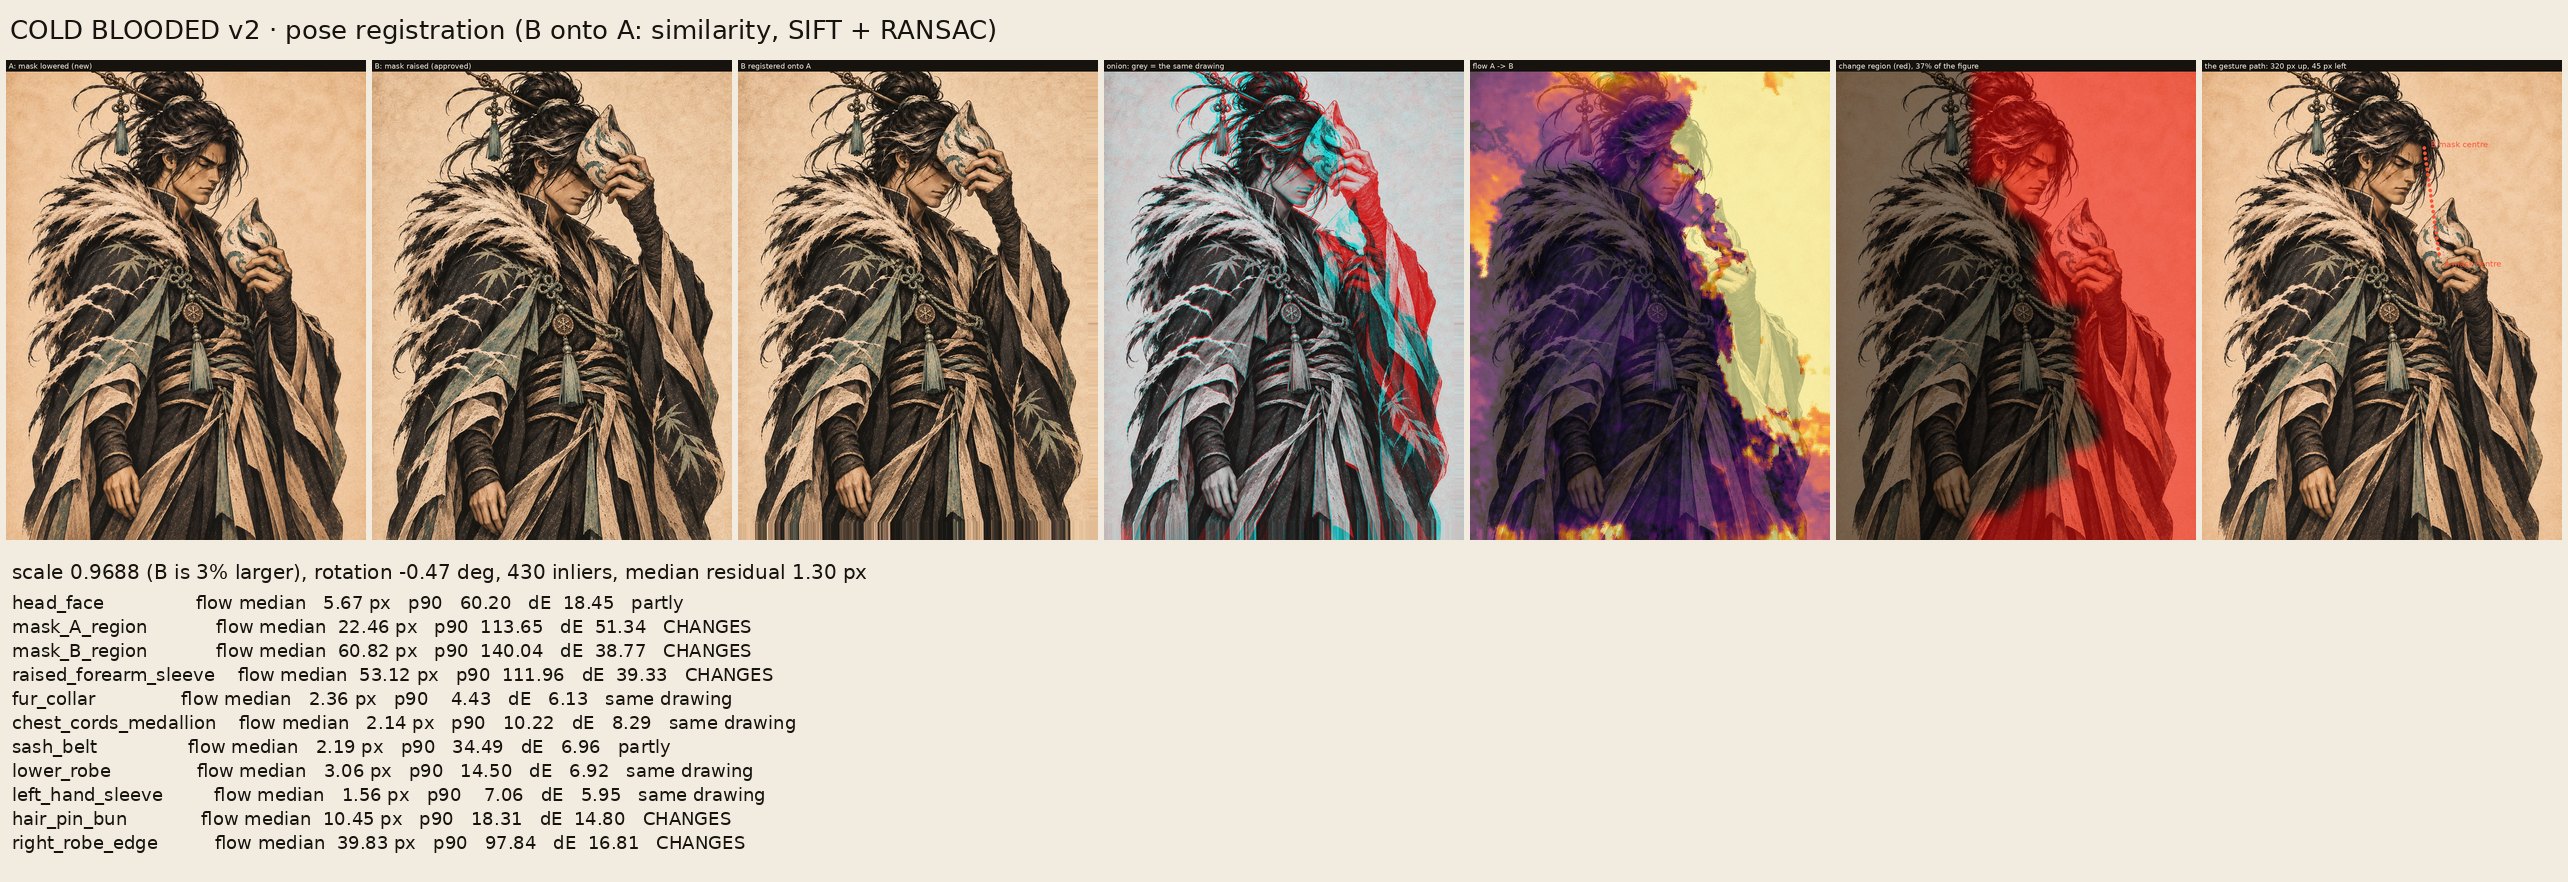 COLD BLOODED v2 · pose registration (B onto A: similarity, SIFT + RANSAC)
A: mask lowered (new)
B: mask raised (approved)
B registered onto A
onion: grey = the same drawing
flow A -> B
change region (red), 37% of the figure
the gesture path: 320 px up, 45 px left
mask centre
centre
scale 0.9688 (B is 3% larger), rotation -0.47 deg, 430 inliers, median residual 1.30 px
head_face flow median 5.67 px p90 60.20 dE 18.45 partly
mask_A_region flow median 22.46 px p90 113.65 dE 51.34 CHANGES
mask_B_region flow median 60.82 px p90 140.04 dE 38.77 CHANGES
raised_forearm_sleeve flow median 53.12 px p90 111.96 dE 39.33 CHANGES
fur_collar flow median 2.36 px p90 4.43 dE 6.13 same drawing
chest_cords_medallion flow median 2.14 px p90 10.22 dE 8.29 same drawing
sash_belt flow median 2.19 px p90 34.49 dE 6.96 partly
lower_robe flow median 3.06 px p90 14.50 dE 6.92 same drawing
left_hand_sleeve flow median 1.56 px p90 7.06 dE 5.95 same drawing
hair_pin_bun flow median 10.45 px p90 18.31 dE 14.80 CHANGES
right_robe_edge flow median 39.83 px p90 97.84 dE 16.81 CHANGES